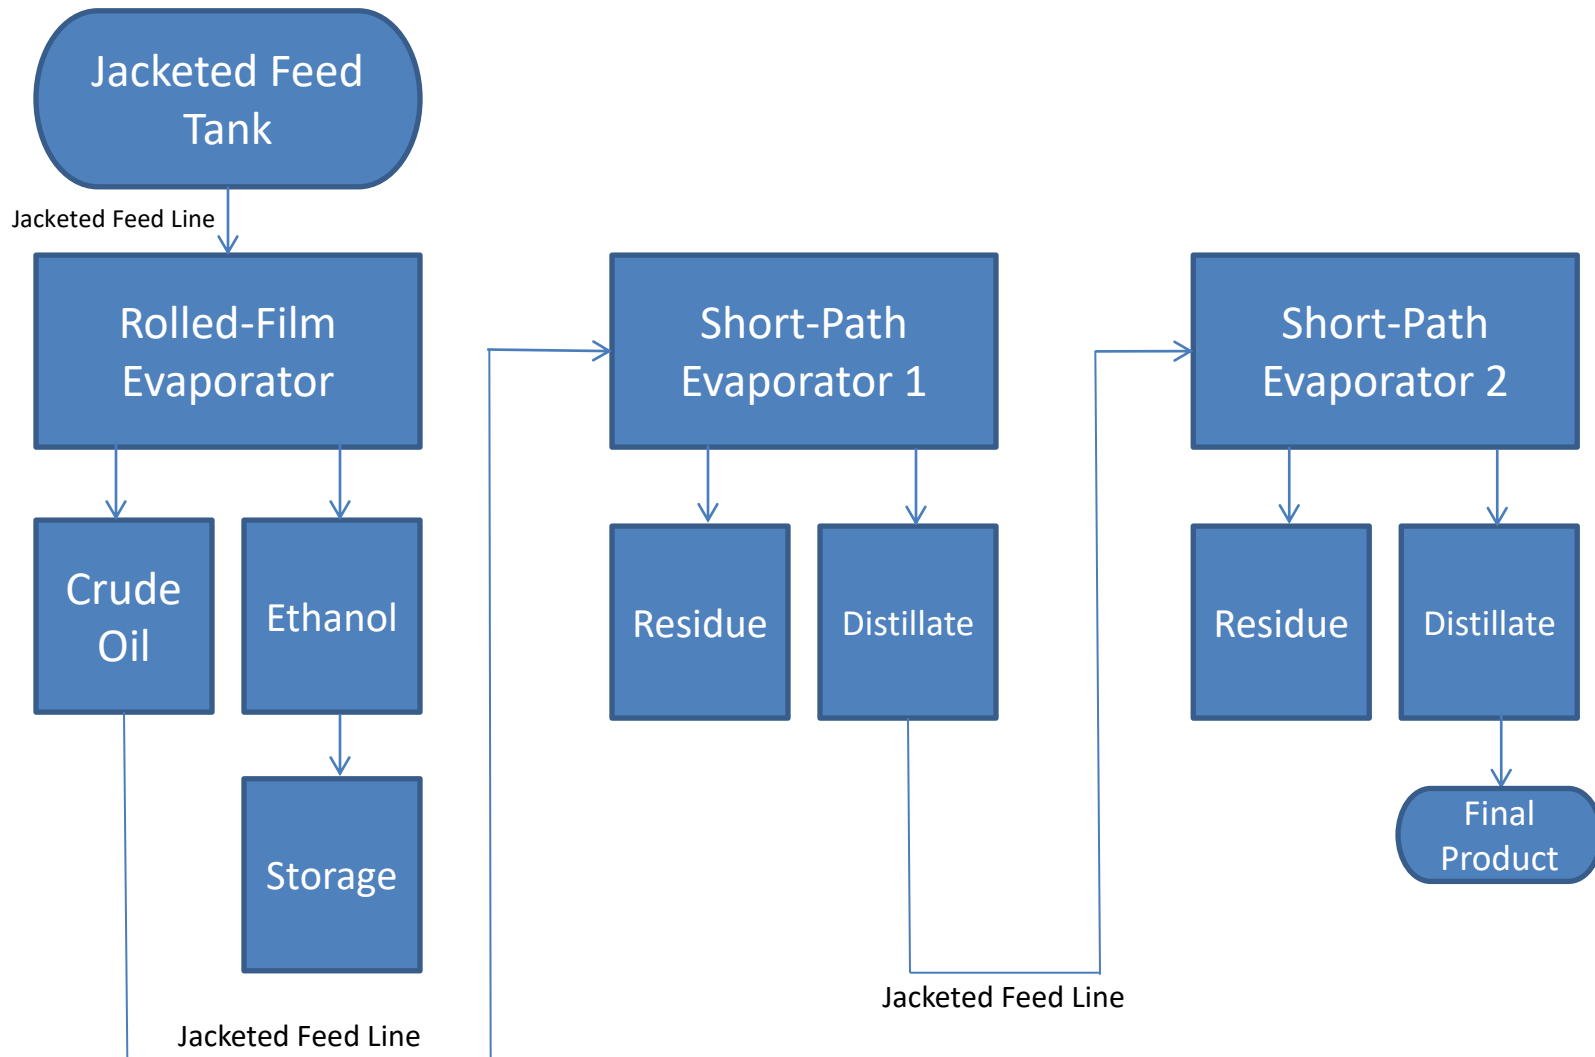 Jacketed Feed
Tank
Jacketed Feed Line
Rolled-Film
Evaporator
Short-Path
Evaporator 1
Short-Path
Evaporator 2
Crude
Oil
Ethanol
Residue
Distillate
Residue
Distillate
Storage
Final
Product
Jacketed Feed Line
Jacketed Feed Line